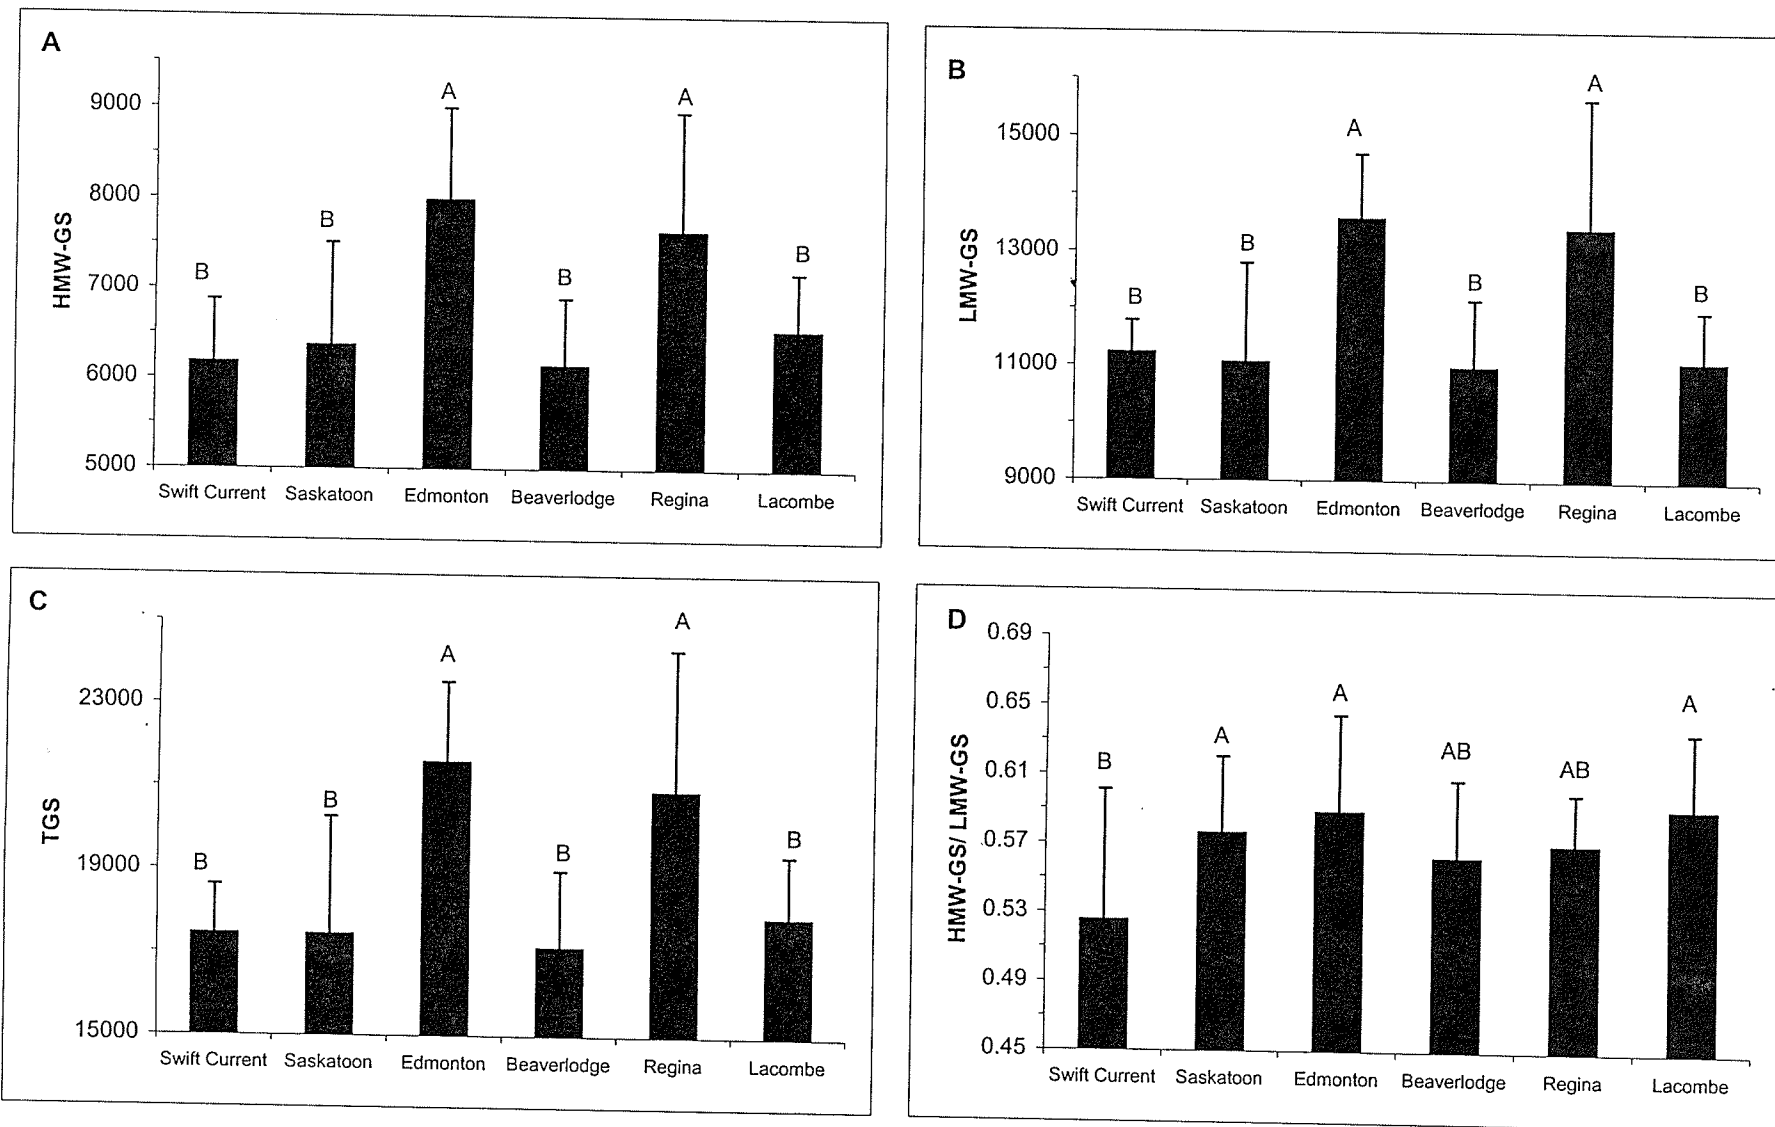 A
HMW-GS
9000
8000
7000
6000
5000
B
B
A
B
A
B
Swift Current
Saskatoon
Edmonton
Beaverlodge
Regina
Lacombe
B
LMW-GS
15000
13000
11000
9000
B
B
A
B
A
B
Swift Current
Saskatoon
Edmonton
Beaverlodge
Regina
Lacombe
C
TGS
23000
19000
15000
B
B
A
B
A
B
Swift Current
Saskatoon
Edmonton
Beaverlodge
Regina
Lacombe
D
HMW-GS/ LMW-GS
0.69
0.65
0.61
0.57
0.53
0.49
0.45
B
A
A
AB
AB
A
Swift Current
Saskatoon
Edmonton
Beaverlodge
Regina
Lacombe